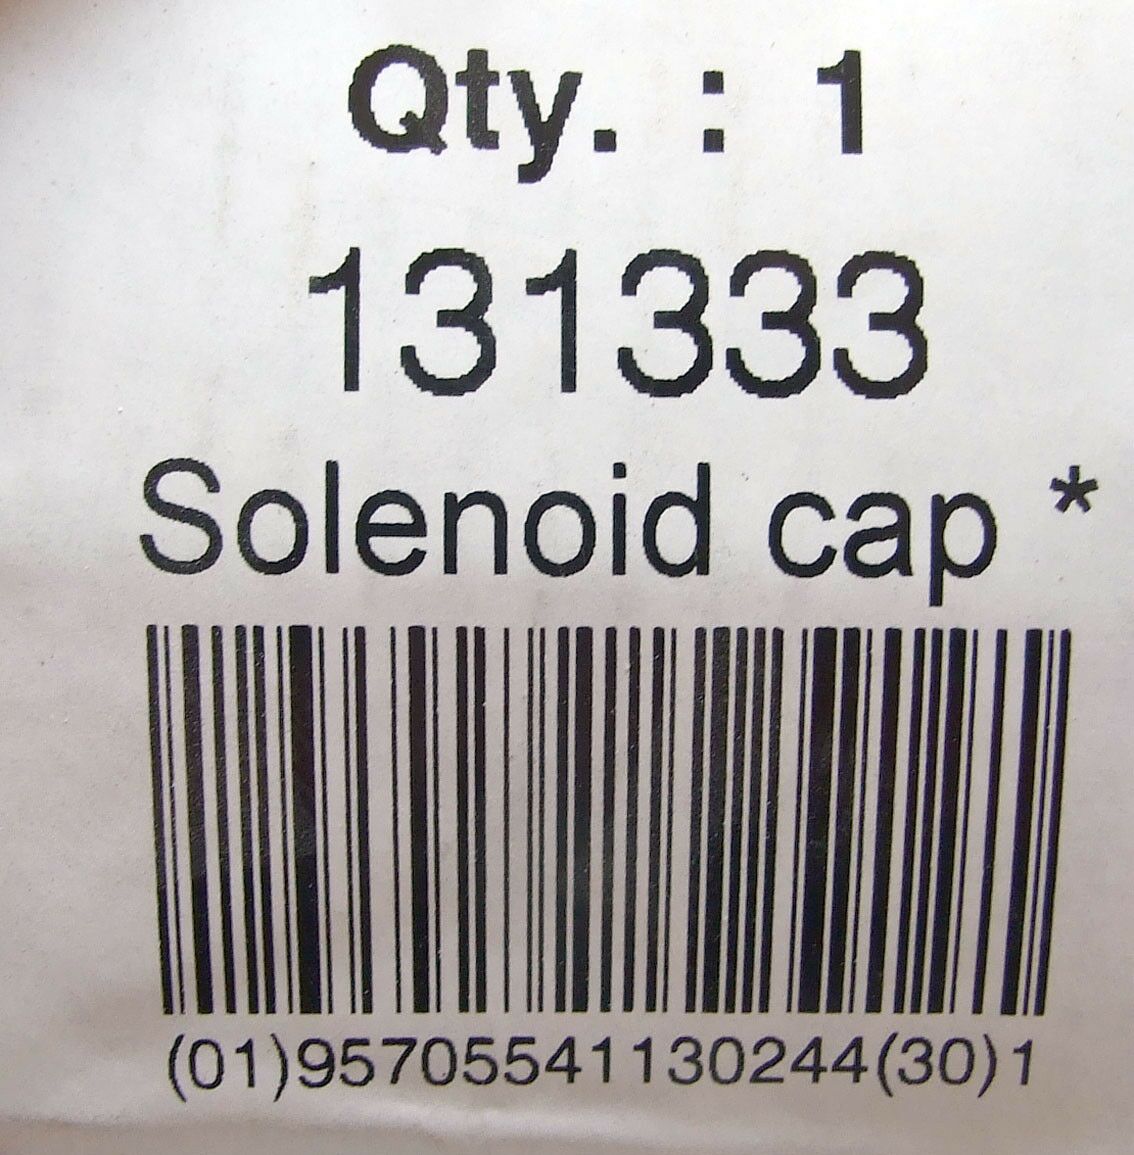 Qty. : 1
131333
Solenoid cap *
(01)95705541130244(30)1